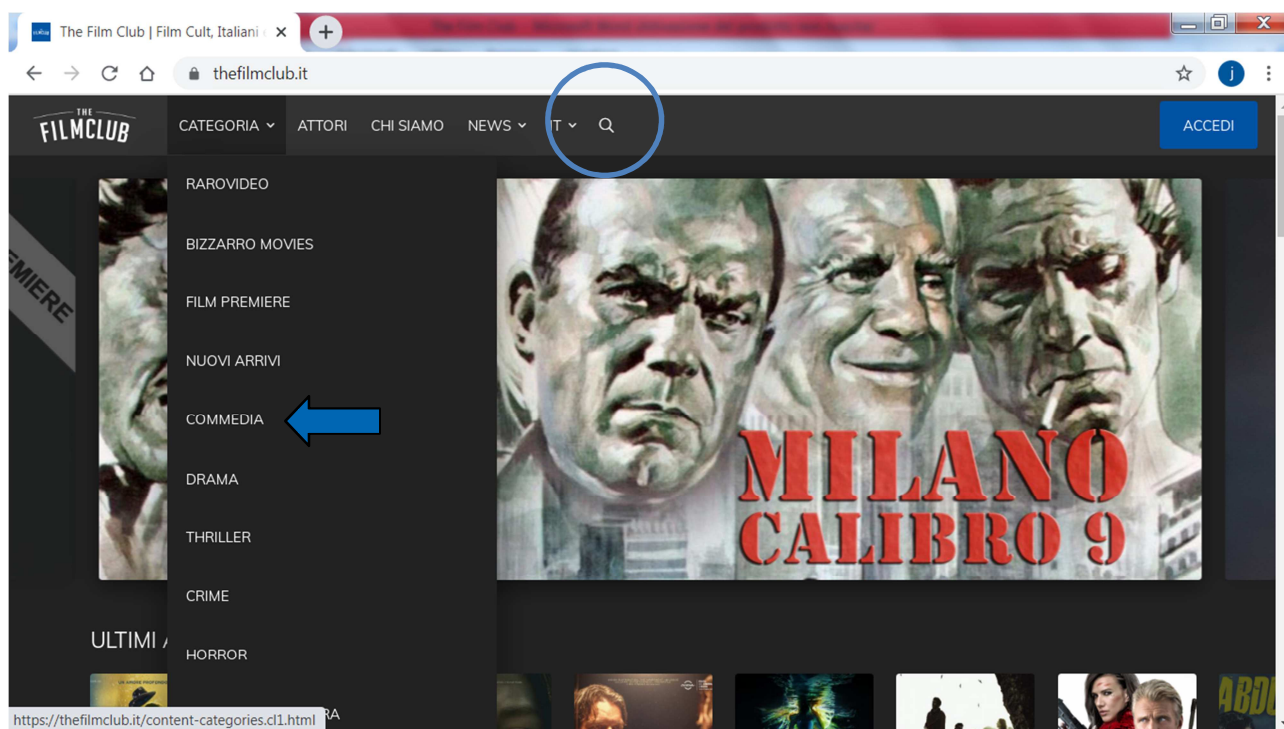 The Film Club | Film Cult, Italiani
thefilmclub.it
j
THE
FILMCLUB
CATEGORIA ATTORI CHI SIAMO NEWS IT
ACCEDI
RAROVIDEO
BIZZARRO MOVIES
FILM PREMIERE
NUOVI ARRIVI
COMMEDIA
DRAMA
THRILLER
CRIME
HORROR
EMIERE
MILANO
CALIBRO 9
ULTIMI A
https://thefilmclub.it/content-categories.cl1.html
RA